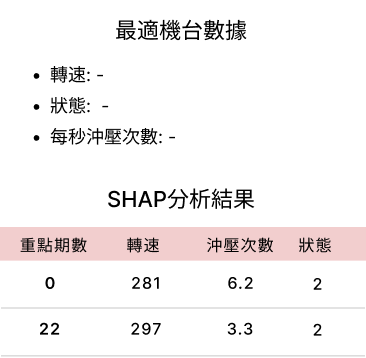 最適機台數據
• 轉速: -
• 狀態: -
• 每秒沖壓次數: -
SHAP分析結果
重點期數 轉速 沖壓次數 狀態
0 281 6.2 2
22 297 3.3 2